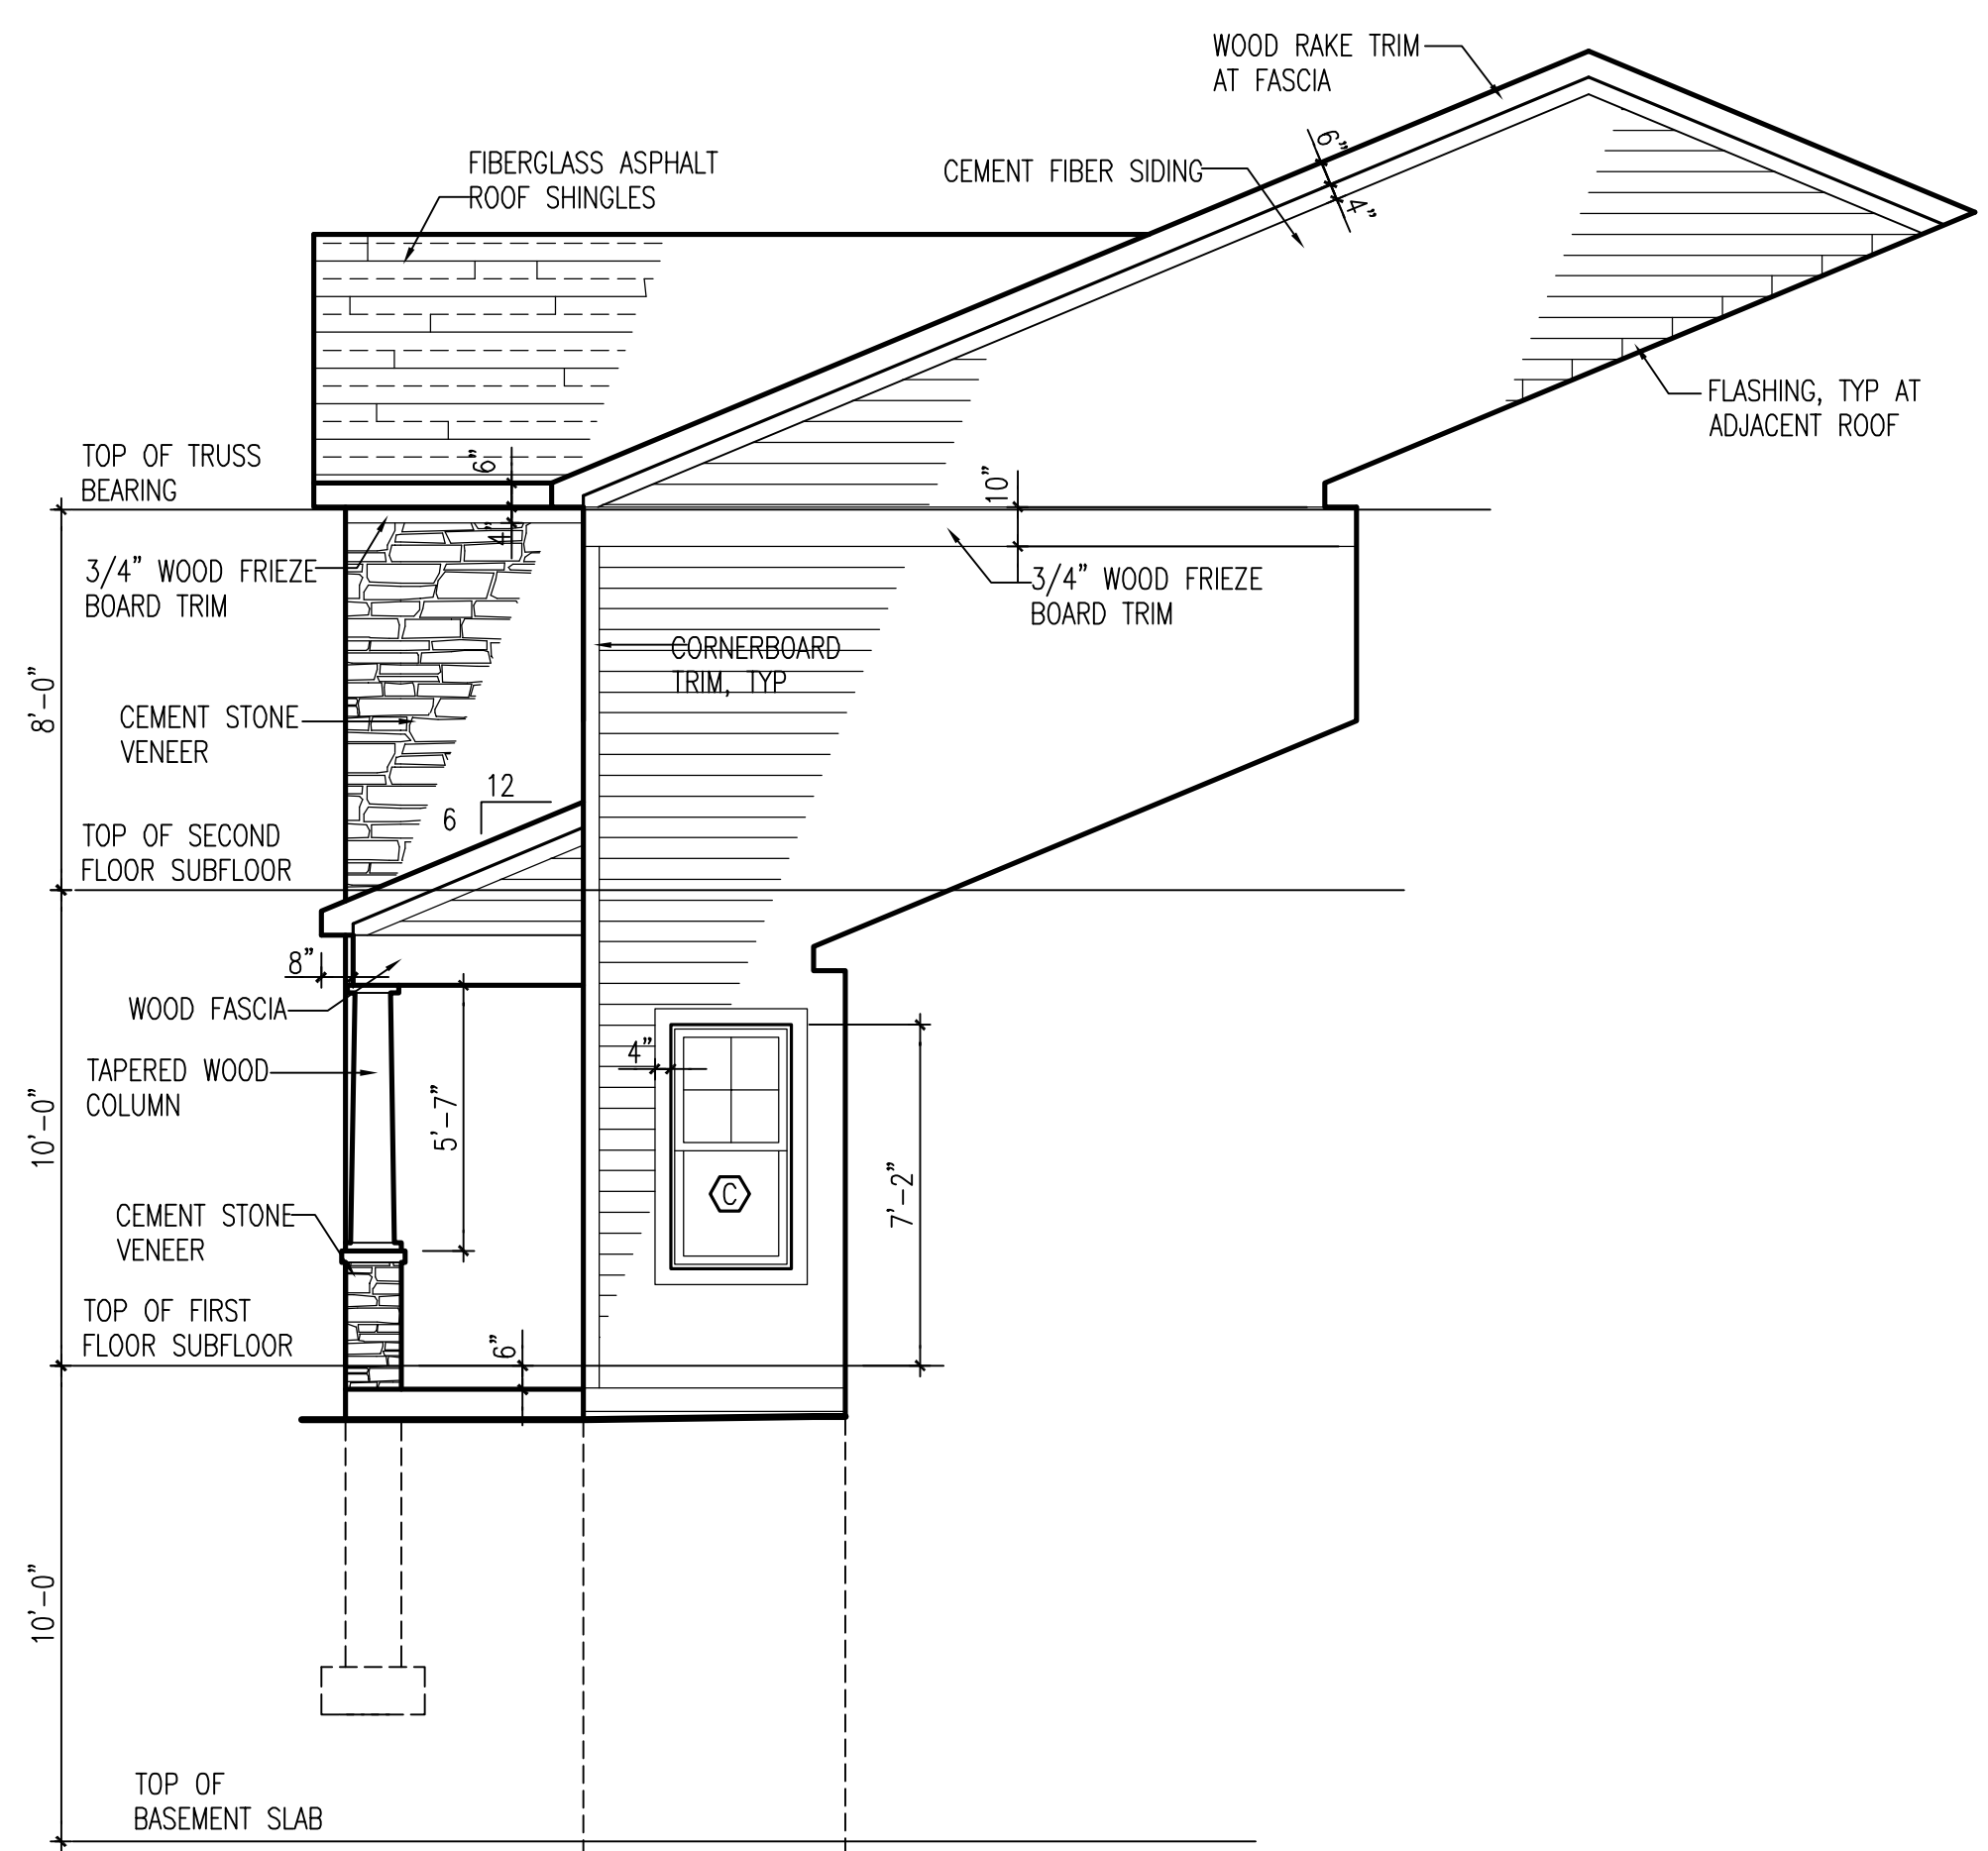 WOOD RAKE TRIM
AT FASCIA
6"
4"
FIBERGLASS ASPHALT
ROOF SHINGLES
CEMENT FIBER SIDING
FLASHING, TYP AT
ADJACENT ROOF
TOP OF TRUSS
BEARING
6"
4"
10"
3/4" WOOD FRIEZE
BOARD TRIM
3/4" WOOD FRIEZE
BOARD TRIM
CORNERBOARD
TRIM, TYP
8'-0"
CEMENT STONE
VENEER
12
6
TOP OF SECOND
FLOOR SUBFLOOR
8"
WOOD FASCIA
TAPERED WOOD
COLUMN
4"
10'-0"
5'-7"
7'-2"
C
CEMENT STONE
VENEER
TOP OF FIRST
FLOOR SUBFLOOR
6"
10'-0"
TOP OF
BASEMENT SLAB